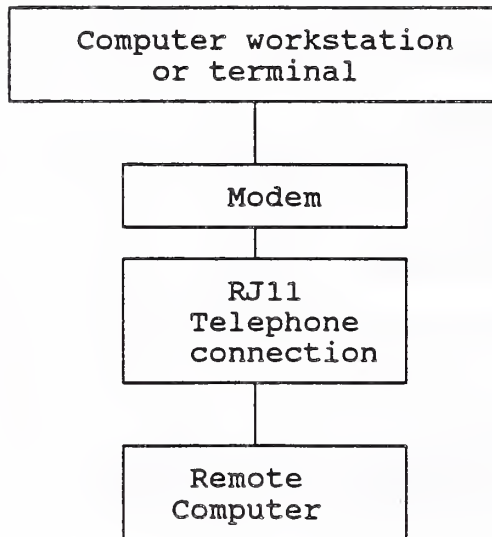 Computer workstation
or terminal
Modem
RJ11
Telephone
connection
Remote
Computer